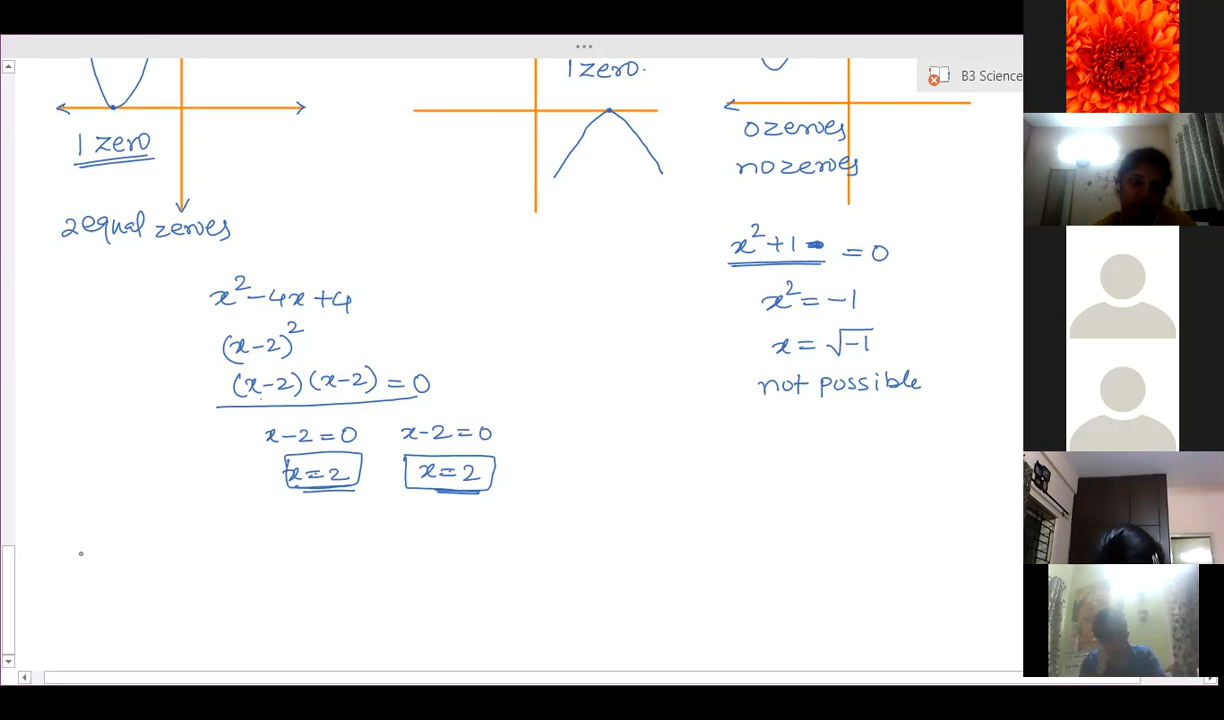 1 zero.
B3 Science
1 zero
0 zeroes
no zeroes
2 equal zeroes
x² - 4x + 4
(x-2)²
(x-2)(x-2) = 0
x-2 = 0 x-2 = 0
x = 2 x = 2
x² + 1 = 0
x² = -1
x = √-1
not possible